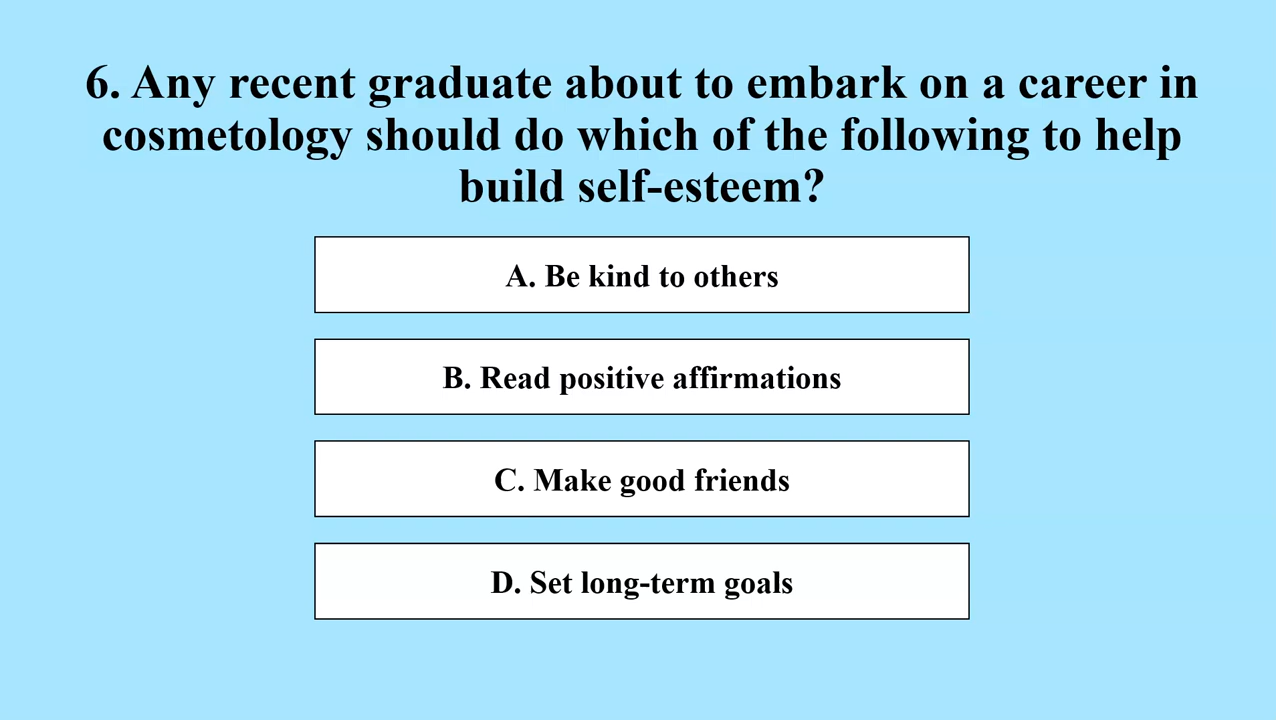 6. Any recent graduate about to embark on a career in
cosmetology should do which of the following to help
build self-esteem?
A. Be kind to others
B. Read positive affirmations
C. Make good friends
D. Set long-term goals